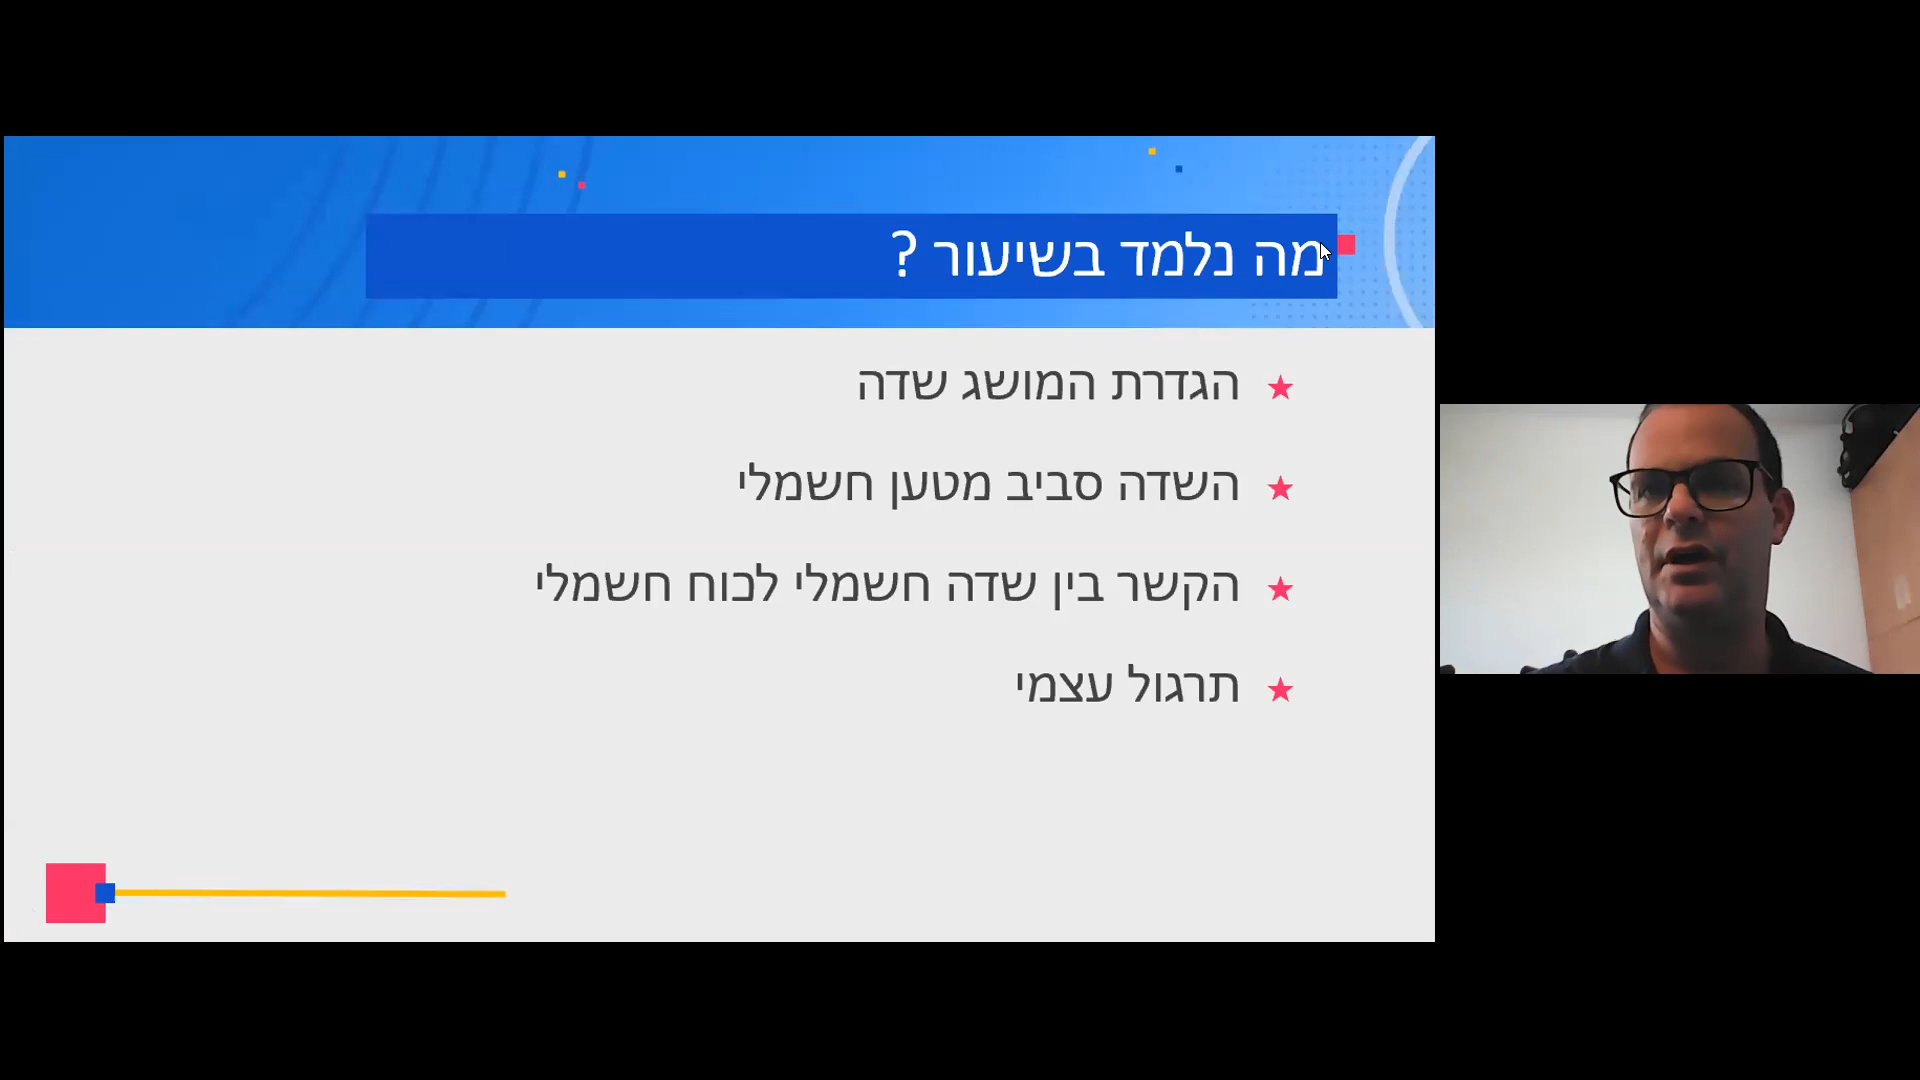 מה נלמד בשיעור ?
הגדרת המושג שדה
השדה סביב מטען חשמלי
הקשר בין שדה חשמלי לכוח חשמלי
תרגול עצמי